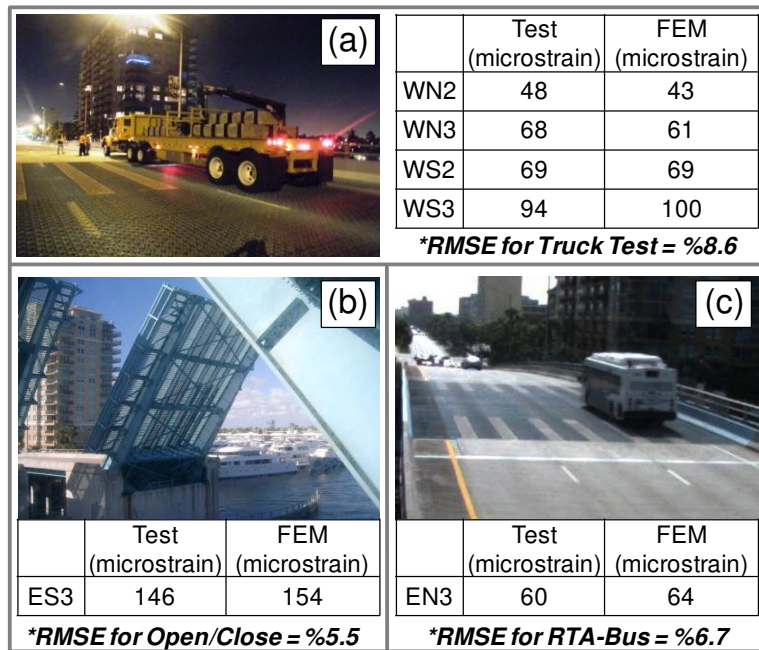 (a)
Test FEM
(microstrain) (microstrain)
WN2 48 43
WN3 68 61
WS2 69 69
WS3 94 100
*RMSE for Truck Test = %8.6
(b)
Test FEM
(microstrain) (microstrain)
ES3 146 154
*RMSE for Open/Close = %5.5
(c)
Test FEM
(microstrain) (microstrain)
EN3 60 64
*RMSE for RTA-Bus = %6.7